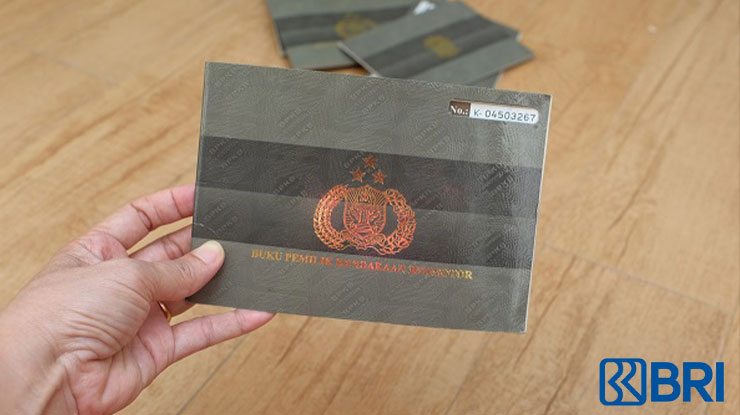 No.: K- 04503267
BUKU PEMILIK KENDARAAN BERMOTOR
BRI